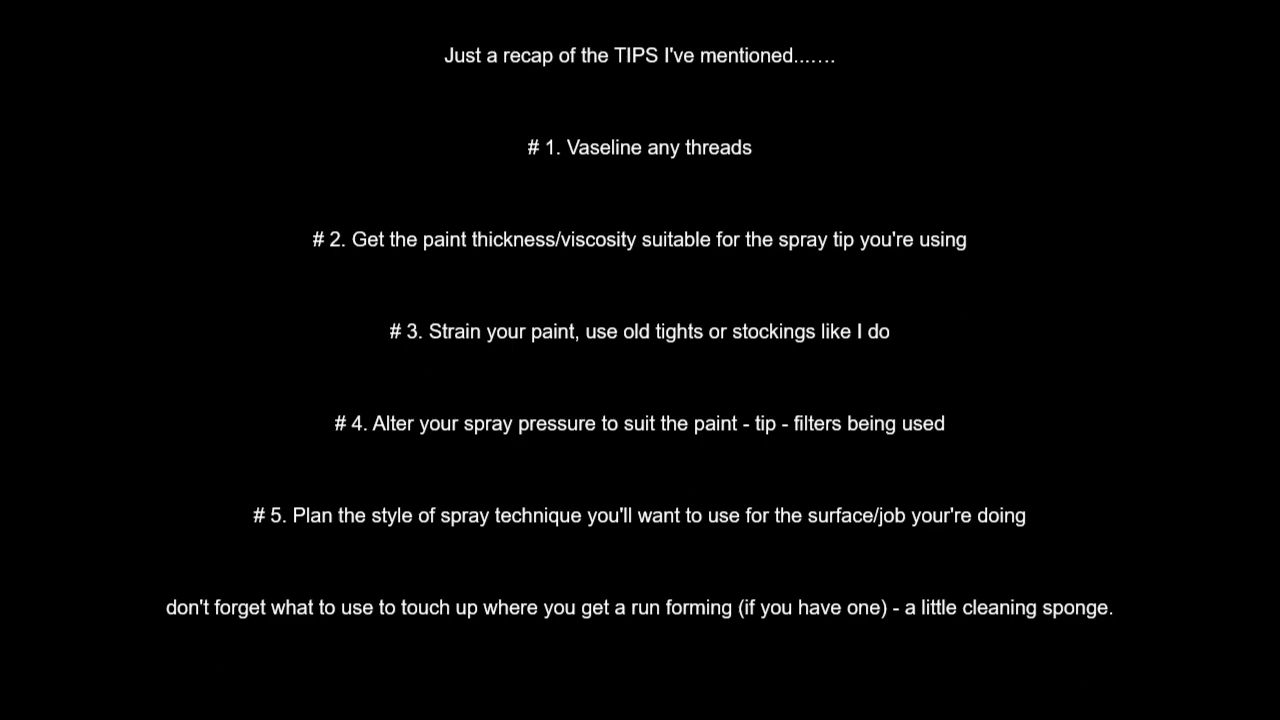 Just a recap of the TIPS I've mentioned.......
# 1. Vaseline any threads
# 2. Get the paint thickness/viscosity suitable for the spray tip you're using
# 3. Strain your paint, use old tights or stockings like I do
# 4. Alter your spray pressure to suit the paint - tip - filters being used
# 5. Plan the style of spray technique you'll want to use for the surface/job your're doing
don't forget what to use to touch up where you get a run forming (if you have one) - a little cleaning sponge.